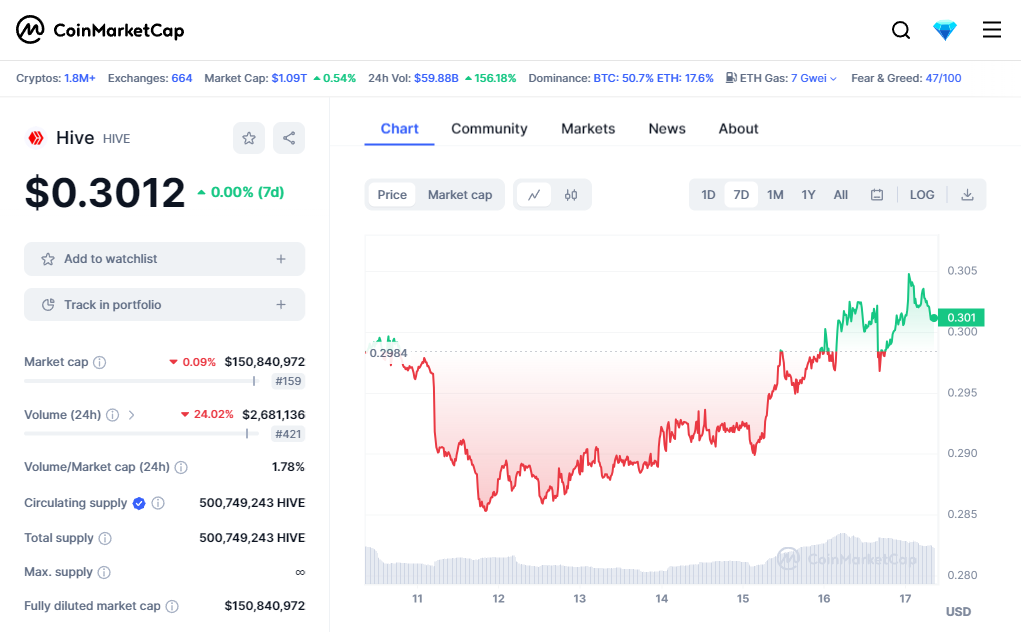 CoinMarketCap
Cryptos: 1.8M+ Exchanges: 664 Market Cap: $1.09T 0.54% 24h Vol: $59.88B 156.18% Dominance: BTC: 50.7% ETH: 17.6% ETH Gas: 7 Gwei Fear & Greed: 47/100
Hive HIVE
$0.3012 0.00% (7d)
Add to watchlist +
Track in portfolio +
Market cap 0.09% $150,840,972
#159
Volume (24h) 24.02% $2,681,136
#421
Volume/Market cap (24h) 1.78%
Circulating supply 500,749,243 HIVE
Total supply 500,749,243 HIVE
Max. supply ∞
Fully diluted market cap $150,840,972
Chart Community Markets News About
Price Market cap 1D 7D 1M 1Y All LOG
0.305
0.301
0.300
0.2984
0.295
0.290
0.285
CoinMarketCap
0.280
11 12 13 14 15 16 17
USD